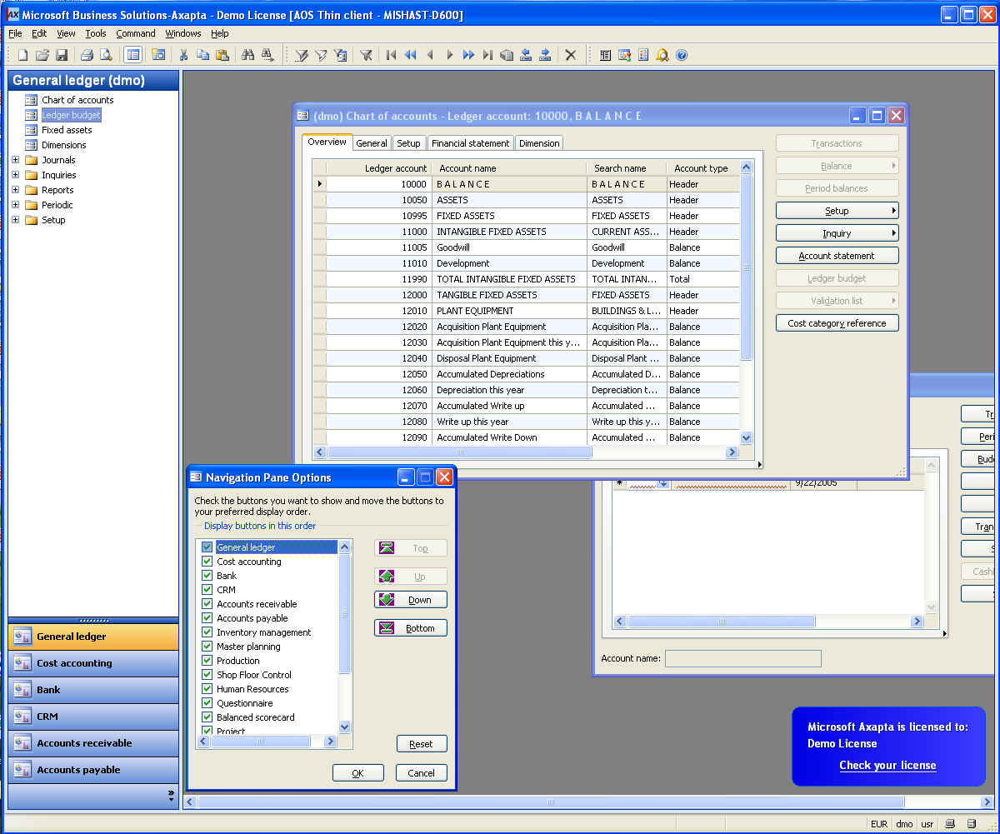 Microsoft Business Solutions-Axapta - Demo License [AOS Thin client - MISHAST-D600]
File Edit View Tools Command Windows Help
General ledger (dmo)
Chart of accounts
Ledger budget
Fixed assets
Dimensions
Journals
Inquiries
Reports
Periodic
Setup
General ledger
Cost accounting
Bank
CRM
Accounts receivable
Accounts payable
(dmo) Chart of accounts - Ledger account: 10000, B A L A N C E
Overview General Setup Financial statement Dimension
Ledger account Account name Search name Account type
10000 B A L A N C E B A L A N C E Header
10050 ASSETS ASSETS Header
10995 FIXED ASSETS FIXED ASSETS Header
11000 INTANGIBLE FIXED ASSETS CURRENT ASS... Header
11005 Goodwill Goodwill Balance
11010 Development Development Balance
11990 TOTAL INTANGIBLE FIXED ASSETS TOTAL INTAN... Total
12000 TANGIBLE FIXED ASSETS FIXED ASSETS Header
12010 PLANT EQUIPMENT BUILDINGS & L... Header
12020 Acquisition Plant Equipment Acquisition Pla... Balance
12030 Acquisition Plant Equipment this y... Acquisition Pla... Balance
12040 Disposal Plant Equipment Disposal Plant ... Balance
12050 Accumulated Depreciations Accumulated D... Balance
12060 Depreciation this year Depreciation t... Balance
12070 Accumulated Write up Accumulated ... Balance
12080 Write up this year Write up this y... Balance
12090 Accumulated Write Down Accumulated ... Balance
Transactions
Balance
Period balances
Setup
Inquiry
Account statement
Ledger budget
Validation list
Cost category reference
Navigation Pane Options
Check the buttons you want to show and move the buttons to
your preferred display order.
Display buttons in this order
General ledger
Cost accounting
Bank
CRM
Accounts receivable
Accounts payable
Inventory management
Master planning
Production
Shop Floor Control
Human Resources
Questionnaire
Balanced scorecard
Project
Top
Up
Down
Bottom
Reset
OK Cancel
9/22/2005
Account name:
Microsoft Axapta is licensed to:
Demo License
Check your license
EUR dmo usr